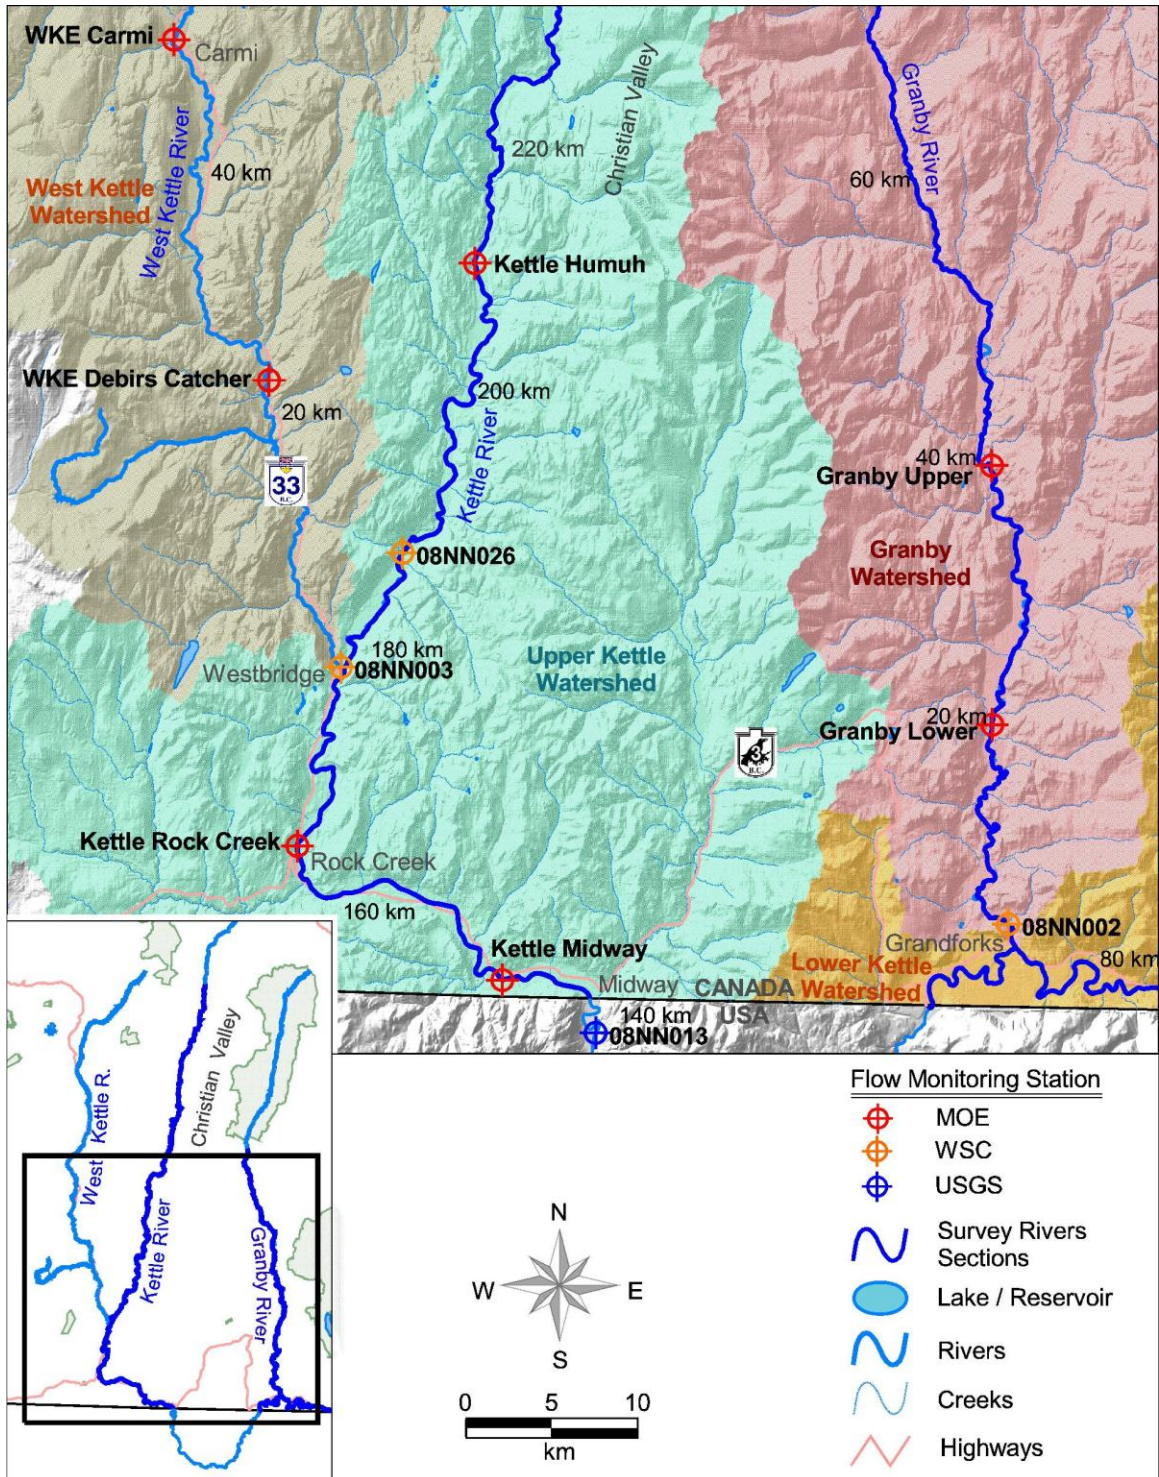 WKE Carmi
Carmi
Christian Valley
Granby River
220 km
60 km
40 km
West Kettle
Watershed
West Kettle River
Kettle Humuh
WKE Debirs Catcher
20 km
200 km
Kettle River
33
B.C.
40 km
Granby Upper
08NN026
Granby
Watershed
180 km
Westbridge
08NN003
Upper Kettle
Watershed
20 km
Granby Lower
3
B.C.
Kettle Rock Creek
Rock Creek
160 km
Kettle Midway
Midway
Grandforks
08NN002
80 km
Lower Kettle
Watershed
CANADA
USA
140 km
08NN013
West Kettle R.
Christian Valley
Kettle River
Granby River
N
W
E
S
0 5 10
km
Flow Monitoring Station
MOE
WSC
USGS
Survey Rivers
Sections
Lake / Reservoir
Rivers
Creeks
Highways